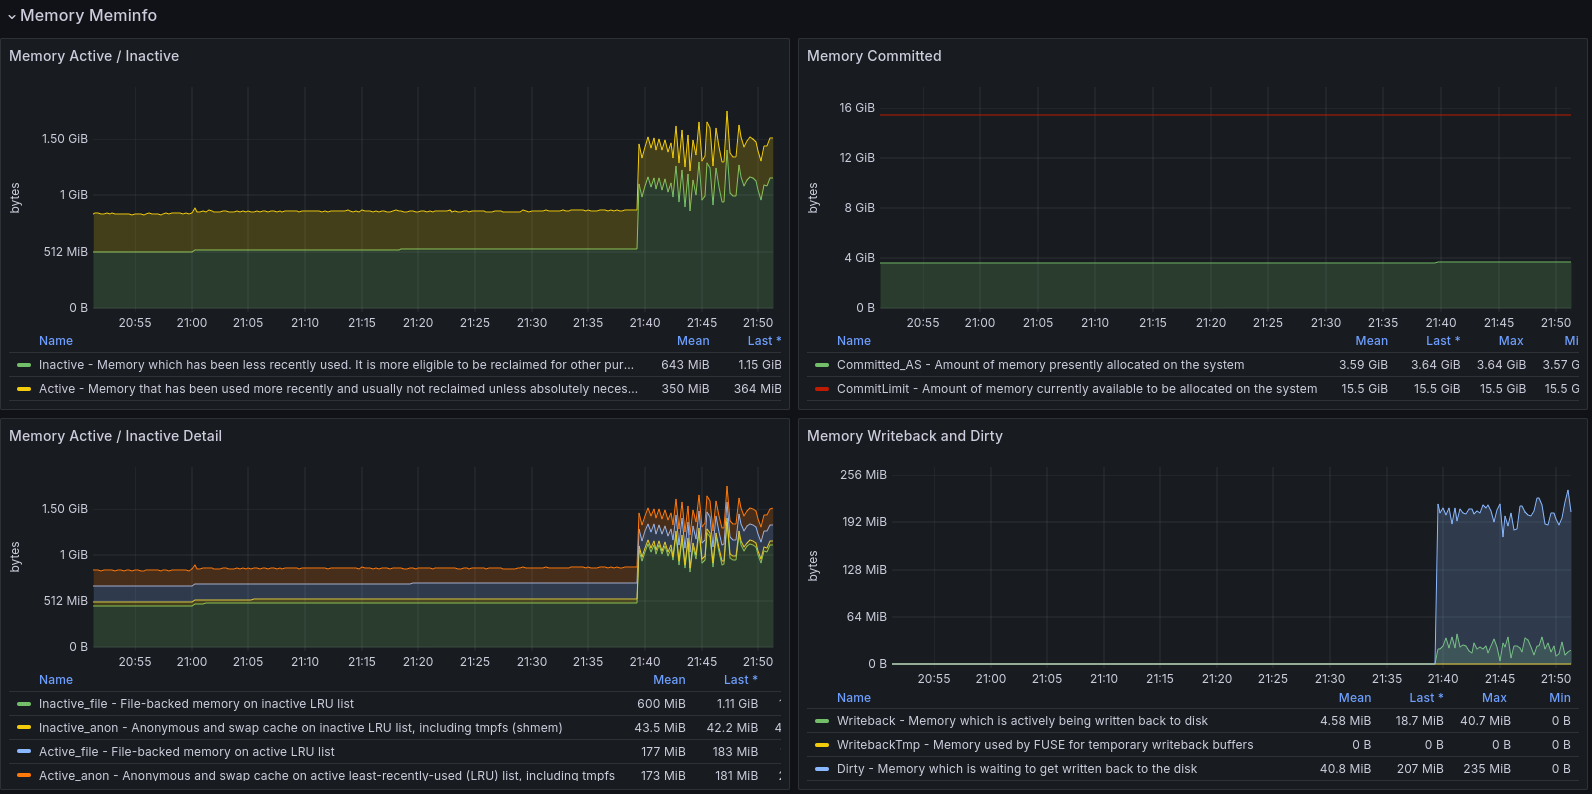 Memory Meminfo
Memory Active / Inactive
bytes
1.50 GiB
1 GiB
512 MiB
0 B
20:55 21:00 21:05 21:10 21:15 21:20 21:25 21:30 21:35 21:40 21:45 21:50
Name Mean Last *
Inactive - Memory which has been less recently used. It is more eligible to be reclaimed for other pur... 643 MiB 1.15 GiB
Active - Memory that has been used more recently and usually not reclaimed unless absolutely neces... 350 MiB 364 MiB
Memory Committed
bytes
16 GiB
12 GiB
8 GiB
4 GiB
0 B
20:55 21:00 21:05 21:10 21:15 21:20 21:25 21:30 21:35 21:40 21:45 21:50
Name Mean Last * Max Mi
Committed_AS - Amount of memory presently allocated on the system 3.59 GiB 3.64 GiB 3.64 GiB 3.57 G
CommitLimit - Amount of memory currently available to be allocated on the system 15.5 GiB 15.5 GiB 15.5 GiB 15.5 G
Memory Active / Inactive Detail
bytes
1.50 GiB
1 GiB
512 MiB
0 B
20:55 21:00 21:05 21:10 21:15 21:20 21:25 21:30 21:35 21:40 21:45 21:50
Name Mean Last *
Inactive_file - File-backed memory on inactive LRU list 600 MiB 1.11 GiB
Inactive_anon - Anonymous and swap cache on inactive LRU list, including tmpfs (shmem) 43.5 MiB 42.2 MiB 4
Active_file - File-backed memory on active LRU list 177 MiB 183 MiB
Active_anon - Anonymous and swap cache on active least-recently-used (LRU) list, including tmpfs 173 MiB 181 MiB
Memory Writeback and Dirty
bytes
256 MiB
192 MiB
128 MiB
64 MiB
0 B
20:55 21:00 21:05 21:10 21:15 21:20 21:25 21:30 21:35 21:40 21:45 21:50
Name Mean Last * Max Min
Writeback - Memory which is actively being written back to disk 4.58 MiB 18.7 MiB 40.7 MiB 0 B
WritebackTmp - Memory used by FUSE for temporary writeback buffers 0 B 0 B 0 B 0 B
Dirty - Memory which is waiting to get written back to the disk 40.8 MiB 207 MiB 235 MiB 0 B